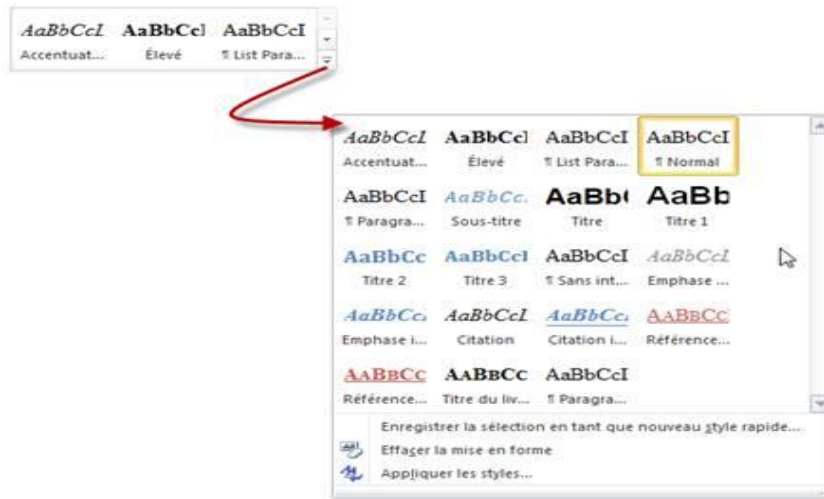 AaBbCcI AaBbCcI AaBbCcI
Accentuat... Élevé ¶ List Para...
AaBbCcI AaBbCcI AaBbCcI AaBbCcI
Accentuat... Élevé ¶ List Para... ¶ Normal
AaBbCcI AaBbCc. AaBb( AaBb
¶ Paragra... Sous-titre Titre Titre 1
AaBbCc AaBbCcI AaBbCcI AaBbCcI
Titre 2 Titre 3 ¶ Sans int... Emphase ...
AaBbCcI AaBbCcI AaBbCcI AABBCC
Emphase i... Citation Citation i... Référence...
AABBCC AABBCC AaBbCcI
Référence... Titre du liv... ¶ Paragra...
Enregistrer la sélection en tant que nouveau style rapide...
Effacer la mise en forme
Appliquer les styles...